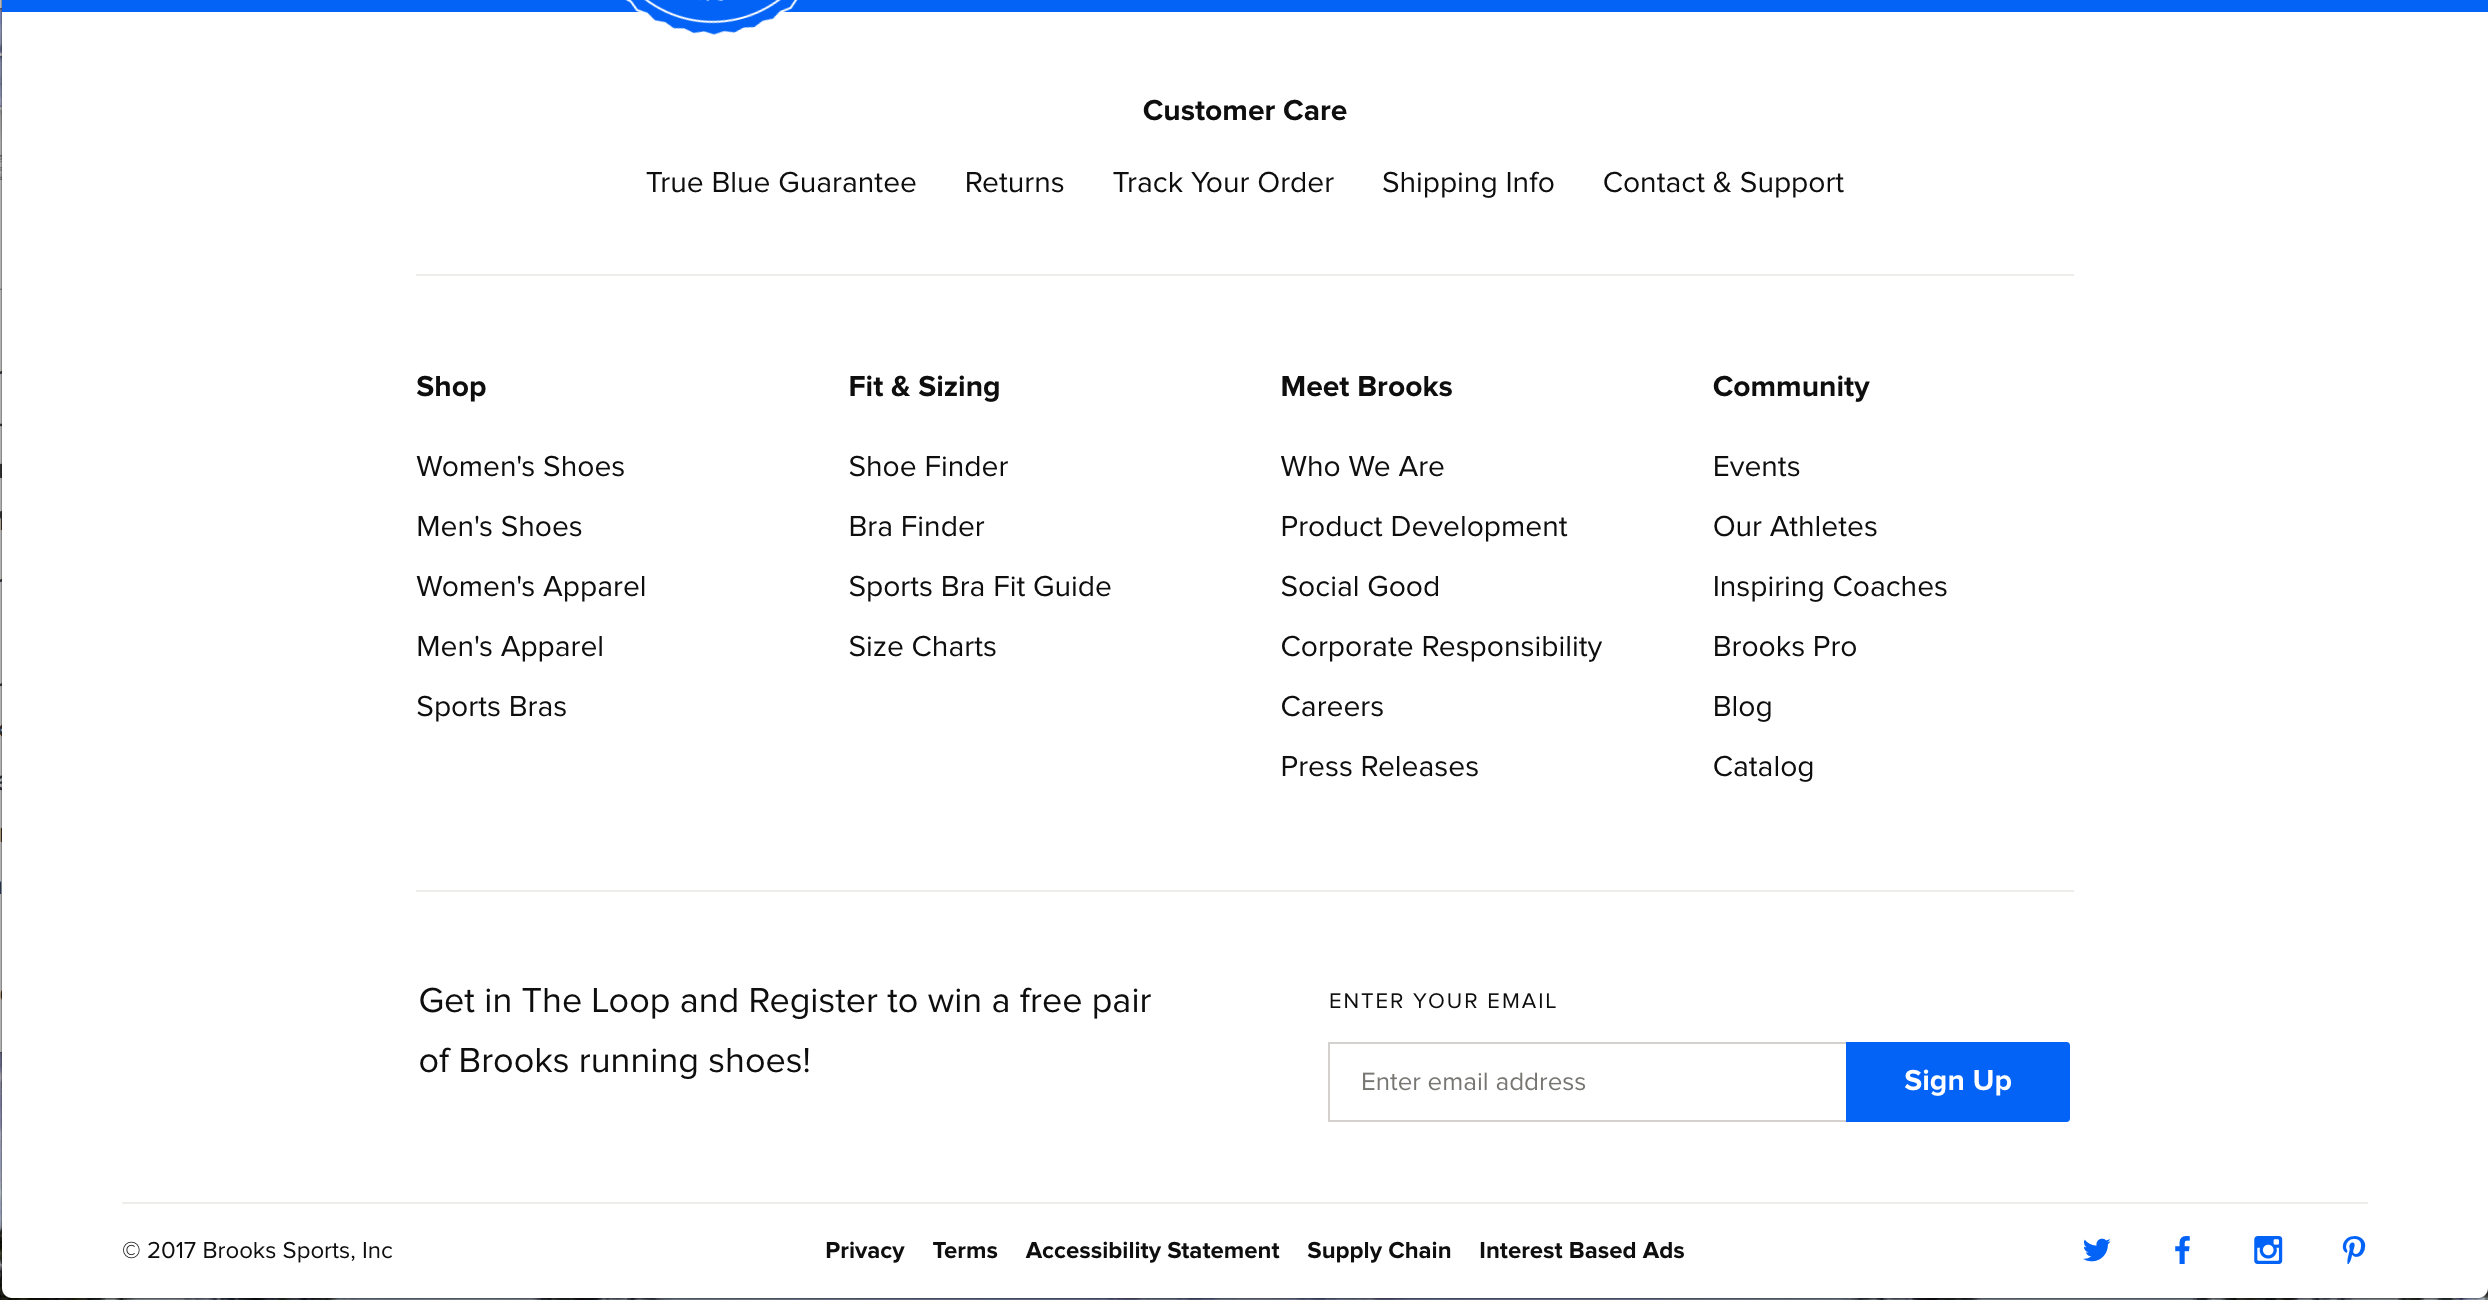 Customer Care
True Blue Guarantee Returns Track Your Order Shipping Info Contact & Support
Shop
Women's Shoes
Men's Shoes
Women's Apparel
Men's Apparel
Sports Bras
Fit & Sizing
Shoe Finder
Bra Finder
Sports Bra Fit Guide
Size Charts
Meet Brooks
Who We Are
Product Development
Social Good
Corporate Responsibility
Careers
Press Releases
Community
Events
Our Athletes
Inspiring Coaches
Brooks Pro
Blog
Catalog
Get in The Loop and Register to win a free pair
of Brooks running shoes!
ENTER YOUR EMAIL
Enter email address
Sign Up
© 2017 Brooks Sports, Inc
Privacy Terms Accessibility Statement Supply Chain Interest Based Ads